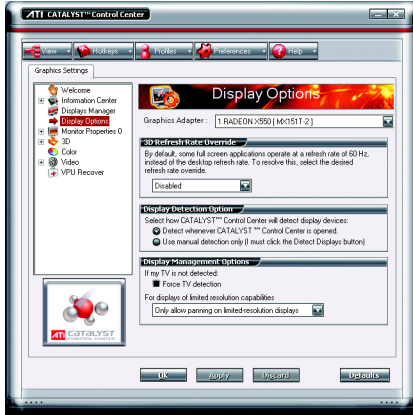 ATI CATALYST™ Control Center
View Hotkeys Profiles Preferences Help
Graphics Settings
Welcome
Information Center
Displays Manager
Display Options
Monitor Properties 0
3D
Color
Video
VPU Recover
Display Options
Graphics Adapter : 1.RADEON X550 [ MX151T-2 ]
3D Refresh Rate Override
By default, some full screen applications operate at a refresh rate of 60 Hz,
instead of the desktop refresh rate. To resolve this, select the desired
refresh rate override.
Disabled
Display Detection Option
Select how CATALYST™ Control Center will detect display devices:
Detect whenever CATALYST ™ Control Center is opened.
Use manual detection only (I must click the Detect Displays button)
Display Management Options
If my TV is not detected:
Force TV detection
For displays of limited resolution capabilities
Only allow panning on limited-resolution displays
ATI CATALYST
CONTROL CENTER
OK Apply Discard Defaults